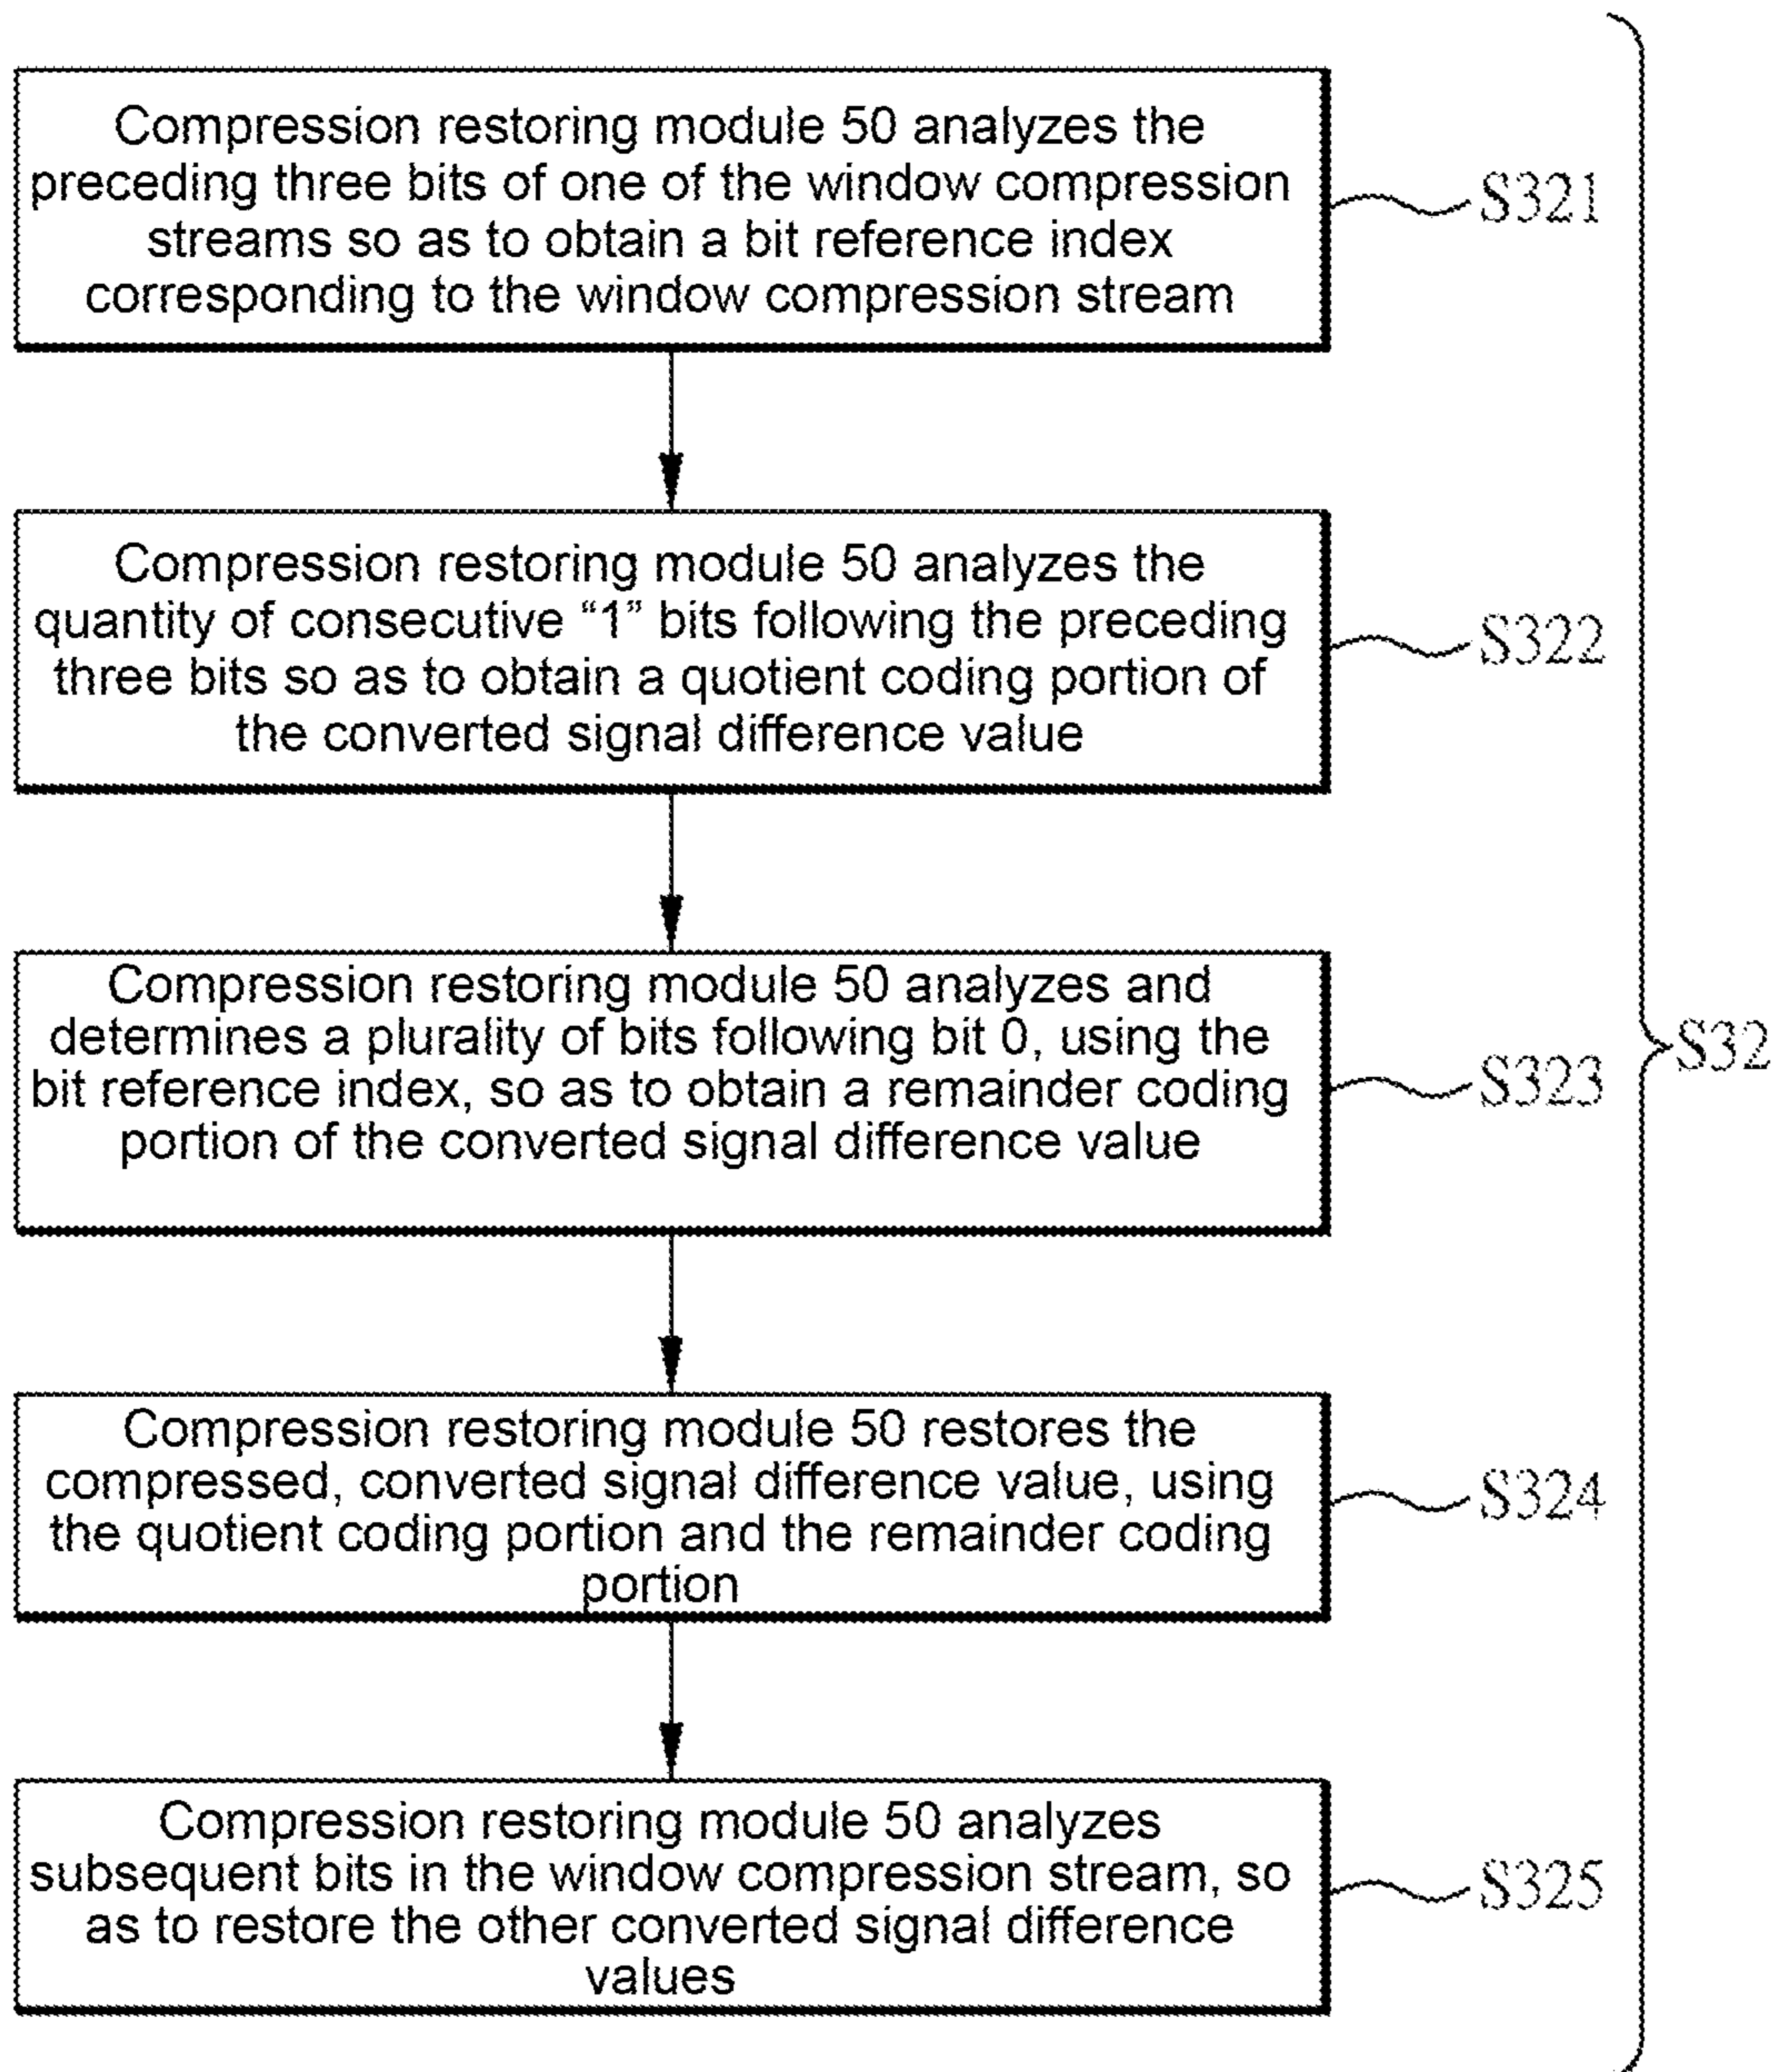 Compression restoring module 50 analyzes the
preceding three bits of one of the window compression
streams so as to obtain a bit reference index
corresponding to the window compression stream
S321
Compression restoring module 50 analyzes the
quantity of consecutive “1” bits following the preceding
three bits so as to obtain a quotient coding portion of
the converted signal difference value
S322
Compression restoring module 50 analyzes and
determines a plurality of bits following bit 0, using the
bit reference index, so as to obtain a remainder coding
portion of the converted signal difference value
S323
S32
Compression restoring module 50 restores the
compressed, converted signal difference value, using
the quotient coding portion and the remainder coding
portion
S324
Compression restoring module 50 analyzes
subsequent bits in the window compression stream, so
as to restore the other converted signal difference
values
S325